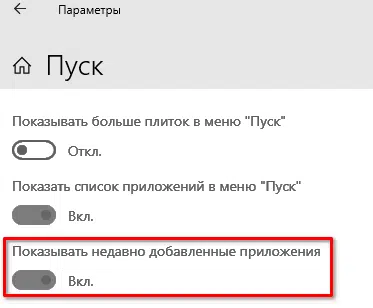 Параметры
Пуск
Показывать больше плиток в меню "Пуск"
Откл.
Показать список приложений в меню "Пуск"
Вкл.
Показывать недавно добавленные приложения
Вкл.